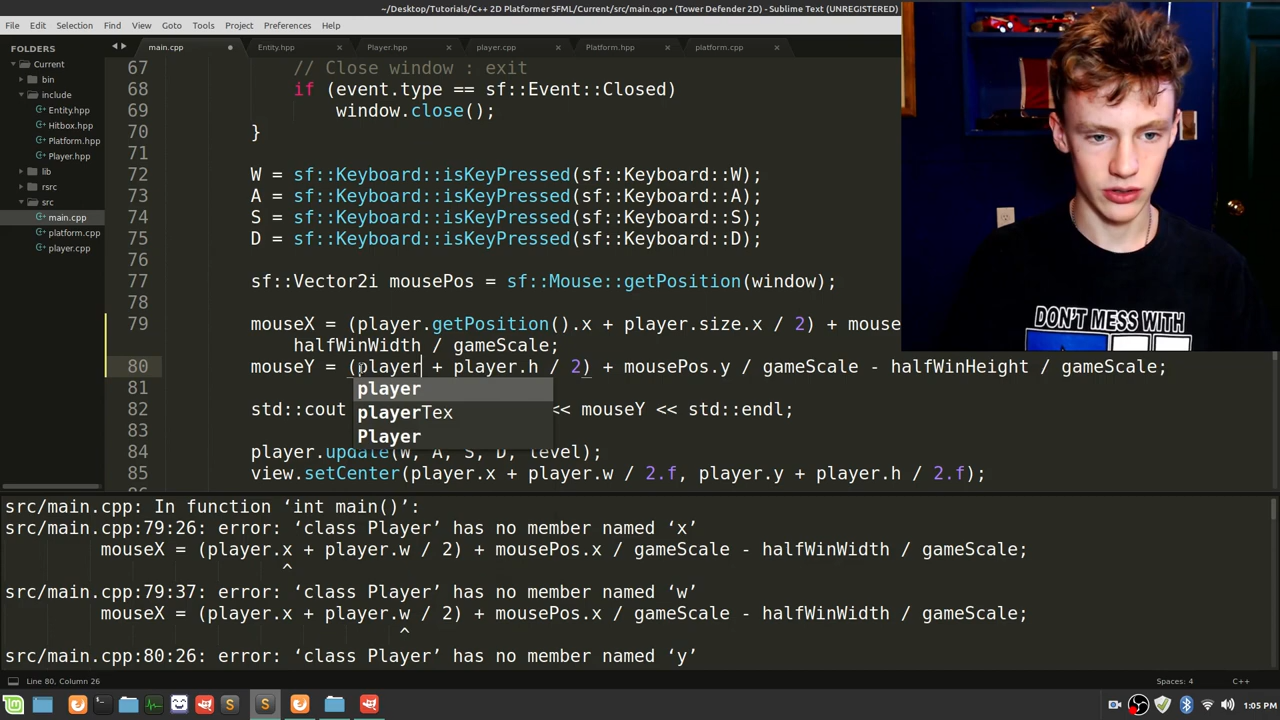 ~/Desktop/Tutorials/C++ 2D Platformer SFML/Current/src/main.cpp • (Tower Defender 2D) - Sublime Text (UNREGISTERED)
File Edit Selection Find View Goto Tools Project Preferences Help
FOLDERS
Current
bin
include
Entity.hpp
Hitbox.hpp
Platform.hpp
Player.hpp
lib
rsrc
src
main.cpp
platform.cpp
player.cpp
main.cpp Entity.hpp Player.hpp player.cpp Platform.hpp platform.cpp
67 // Close window : exit
68 if (event.type == sf::Event::Closed)
69 window.close();
70 }
71
72 W = sf::Keyboard::isKeyPressed(sf::Keyboard::W);
73 A = sf::Keyboard::isKeyPressed(sf::Keyboard::A);
74 S = sf::Keyboard::isKeyPressed(sf::Keyboard::S);
75 D = sf::Keyboard::isKeyPressed(sf::Keyboard::D);
76
77 sf::Vector2i mousePos = sf::Mouse::getPosition(window);
78
79 mouseX = (player.getPosition().x + player.size.x / 2) + mouse
halfWinWidth / gameScale;
80 mouseY = (player + player.h / 2) + mousePos.y / gameScale - halfWinHeight / gameScale;
81
player
82 std::cout << mouseY << std::endl;
playerTex
Player
84 player.update(W, A, S, D, level);
85 view.setCenter(player.x + player.w / 2.f, player.y + player.h / 2.f);
src/main.cpp: In function ‘int main()’:
src/main.cpp:79:26: error: ‘class Player’ has no member named ‘x’
mouseX = (player.x + player.w / 2) + mousePos.x / gameScale - halfWinWidth / gameScale;
^
src/main.cpp:79:37: error: ‘class Player’ has no member named ‘w’
mouseX = (player.x + player.w / 2) + mousePos.x / gameScale - halfWinWidth / gameScale;
^
src/main.cpp:80:26: error: ‘class Player’ has no member named ‘y’
Line 80, Column 26
Spaces: 4
C++
1:05 PM
DON'T MESS WITH